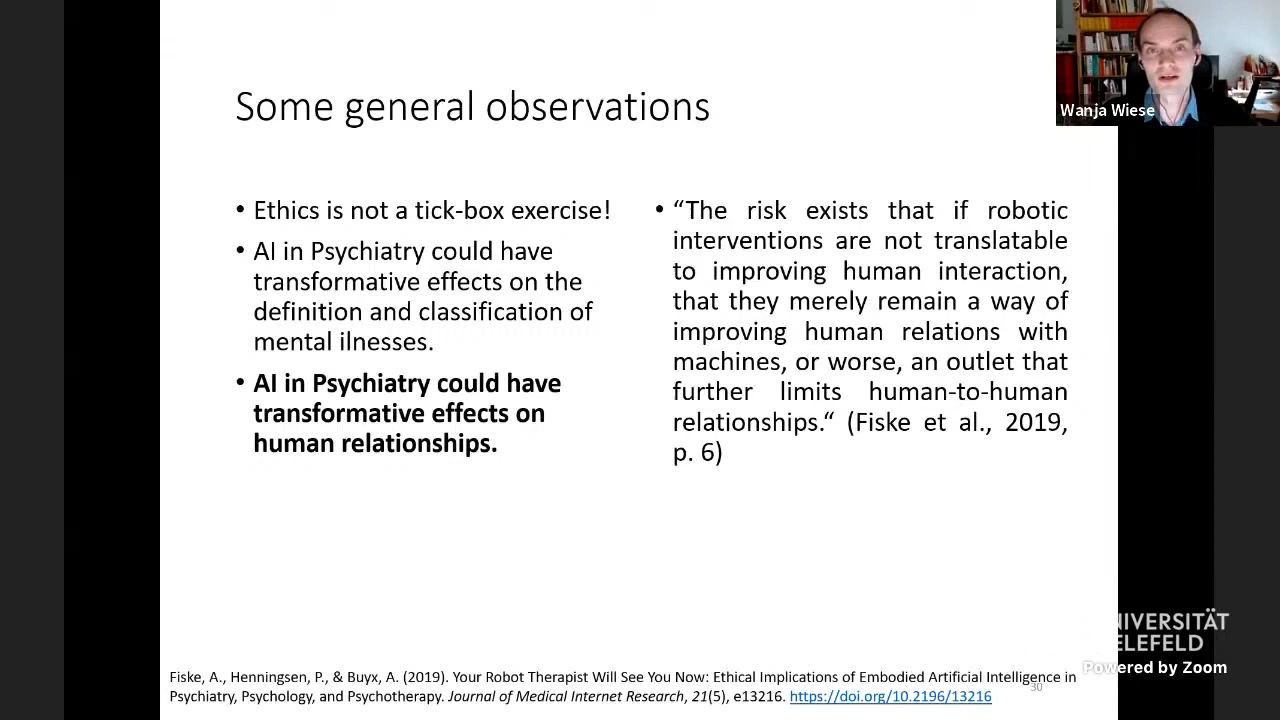 Some general observations
• Ethics is not a tick-box exercise!
• AI in Psychiatry could have
transformative effects on the
definition and classification of
mental ilnesses.
• AI in Psychiatry could have
transformative effects on
human relationships.
• “The risk exists that if robotic
interventions are not translatable
to improving human interaction,
that they merely remain a way of
improving human relations with
machines, or worse, an outlet that
further limits human-to-human
relationships.“ (Fiske et al., 2019,
p. 6)
Wanja Wiese
Fiske, A., Henningsen, P., & Buyx, A. (2019). Your Robot Therapist Will See You Now: Ethical Implications of Embodied Artificial Intelligence in
Psychiatry, Psychology, and Psychotherapy. Journal of Medical Internet Research, 21(5), e13216. https://doi.org/10.2196/13216
30
NIVERSITÄT
ELEFELD
Powered by Zoom